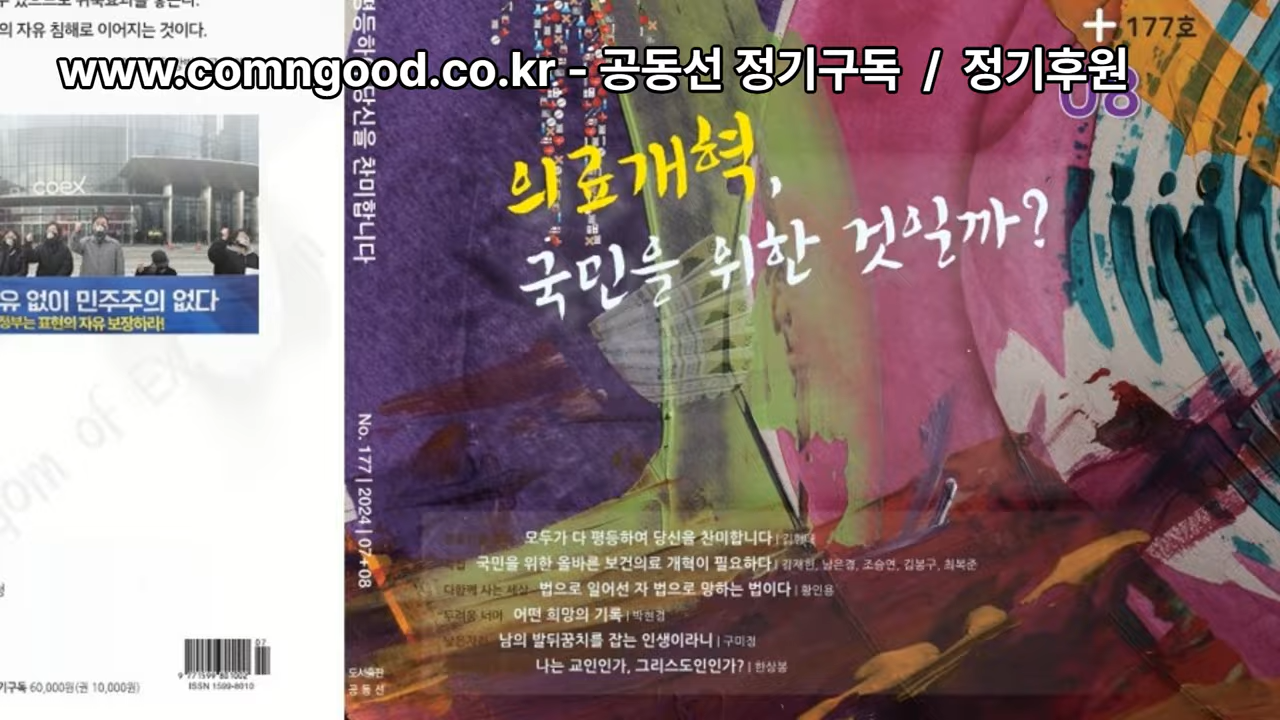 의 자유 침해로 이어지는 것이다.
www.comngood.co.kr - 공동선 정기구독 / 정기후원
+ 177호
08
coex
유 없이 민주주의 없다
정부는 표현의 자유 보장하라!
의료개혁,
국민을 위한 것일까?
당신을 찬미합니다
No. 177 | 2024 | 07+08
모두가 다 평등하여 당신을 찬미합니다 |
국민을 위한 올바른 보건의료 개혁이 필요하다 | 김재헌, 남은경, 조승연, 김봉구, 최복준
다함께 사는 세상 법으로 일어선 자 법으로 망하는 법이다 | 황인용
두려움 너머 어떤 희망의 기록 | 박현경
남의 발뒤꿈치를 잡는 인생이라니 | 구미정
나는 교인인가, 그리스도인인가? | 한상봉
도서출판
공동선
07
9 771599 801002
ISSN 1599-8010
기구독 60,000원(권 10,000원)